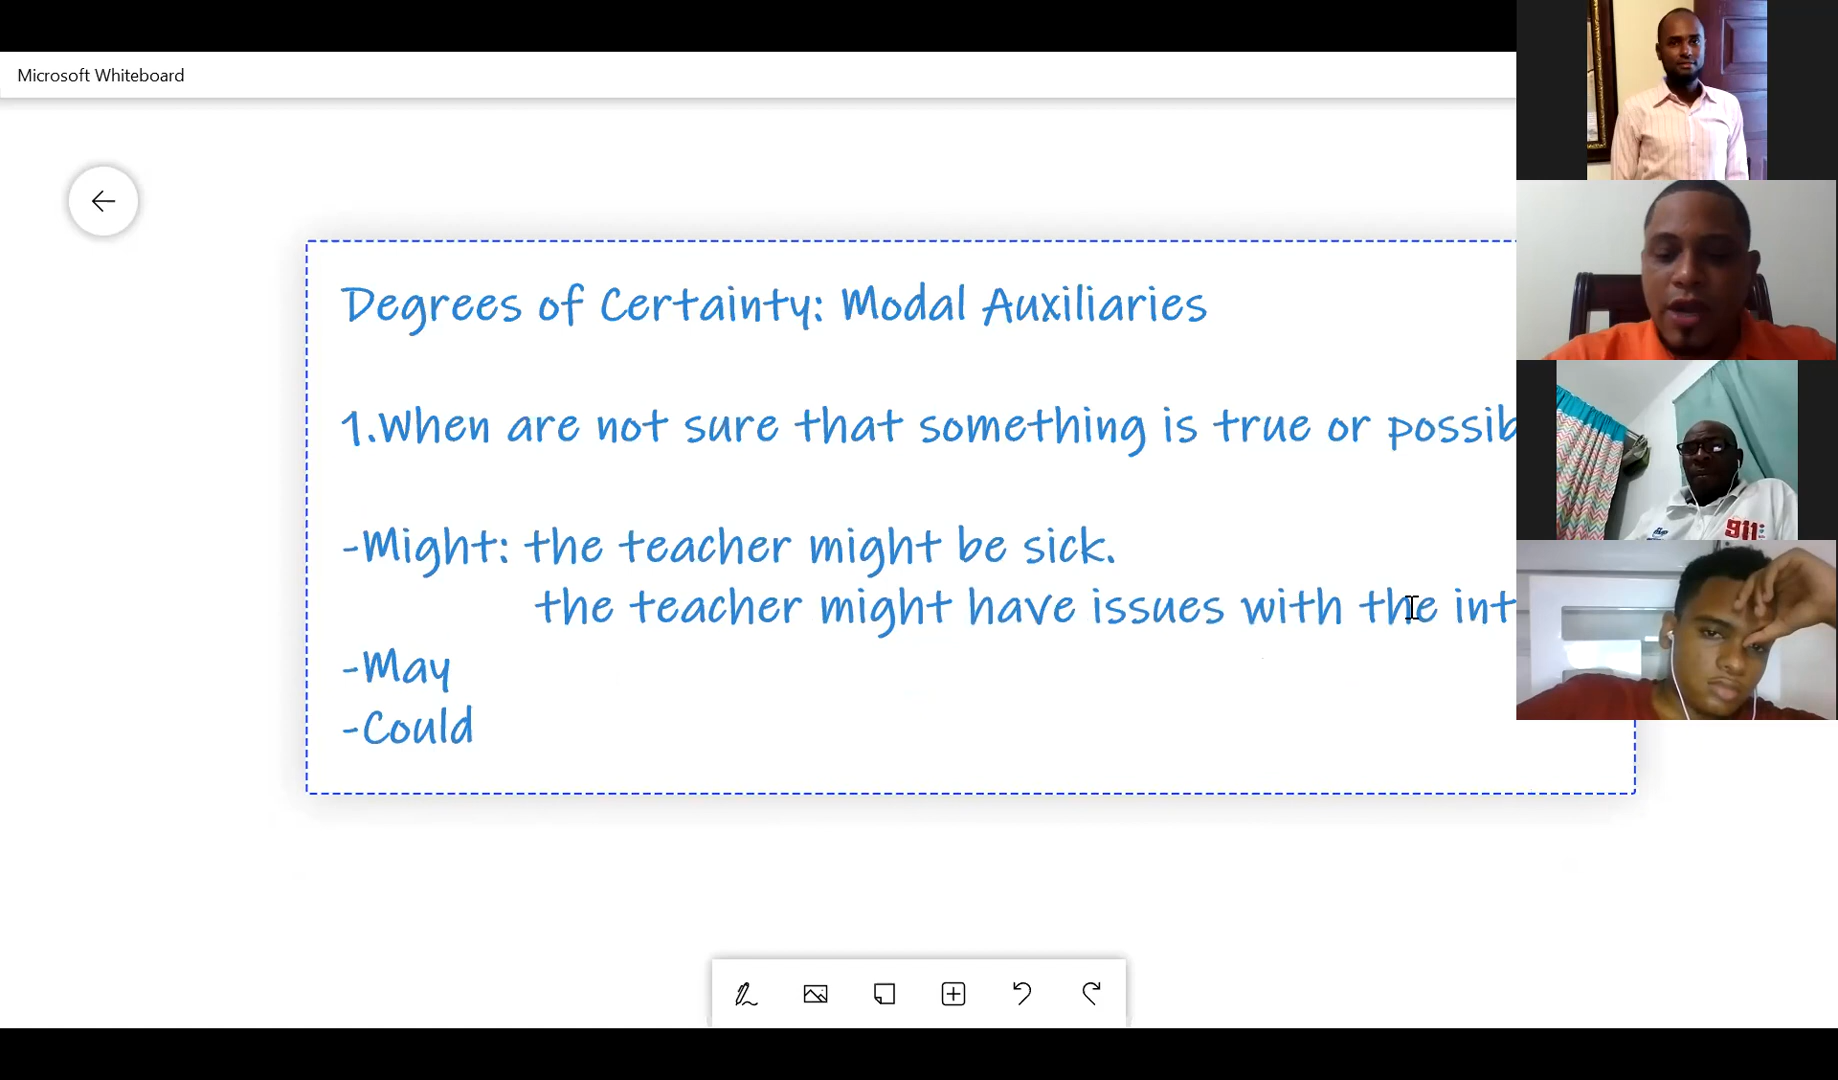 Microsoft Whiteboard
Degrees of Certainty: Modal Auxiliaries
1.When are not sure that something is true or possib
-Might: the teacher might be sick.
the teacher might have issues with the int
-May
-Could
911